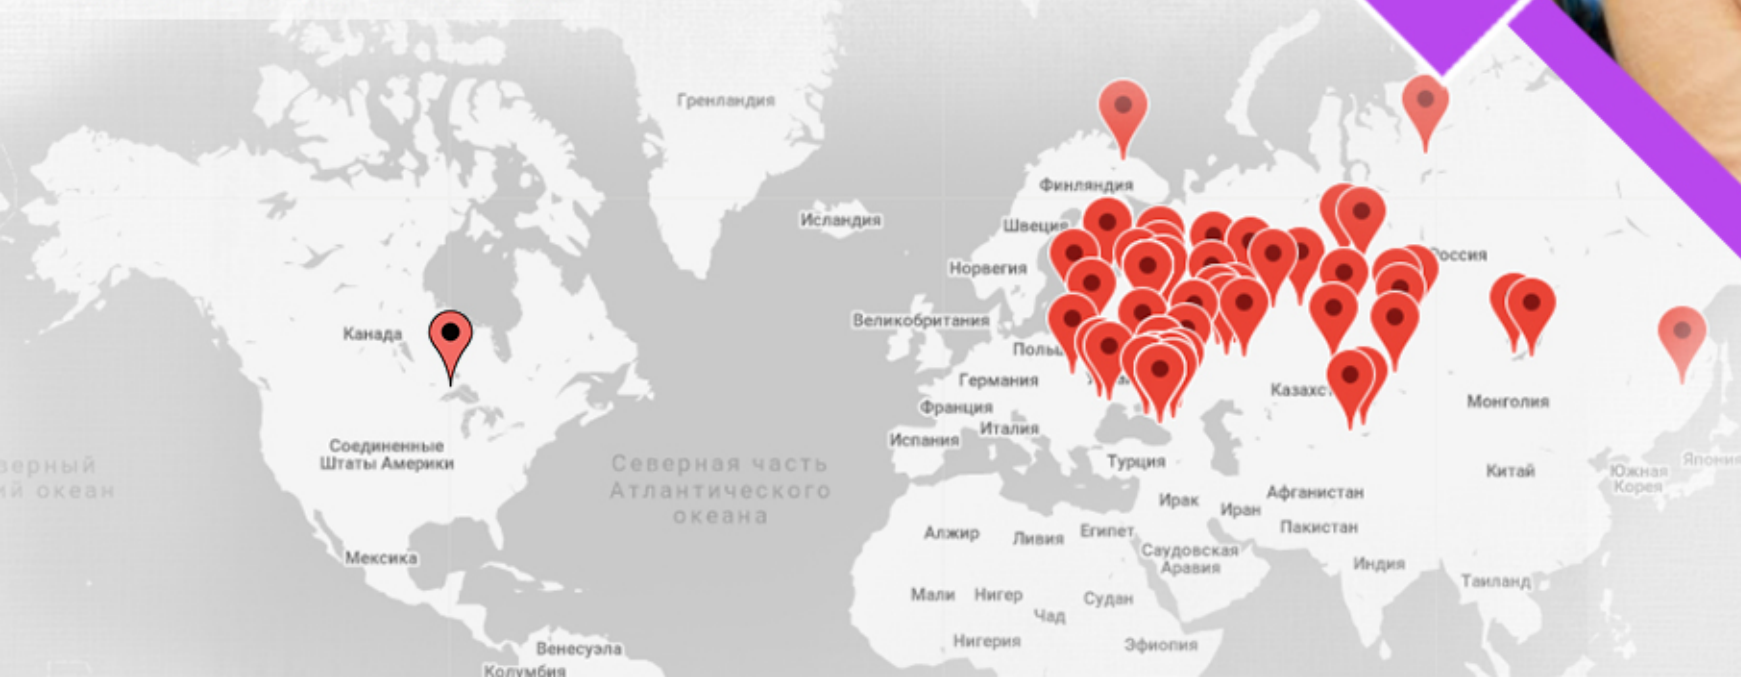 Гренландия
Исландия
Финляндия
Швеция
Норвегия
Россия
Великобритания
Канада
Германия
Франция
Испания
Италия
Монголия
Соединенные
Штаты Америки
Северная часть
Атлантического
океана
океан
Турция
Китай
Южная
Корея
Япония
Ирак
Иран
Афганистан
Пакистан
Алжир
Ливия
Египет
Саудовская
Аравия
Индия
Таиланд
Мексика
Мали
Нигер
Чад
Судан
Нигерия
Эфиопия
Венесуэла
Колумбия